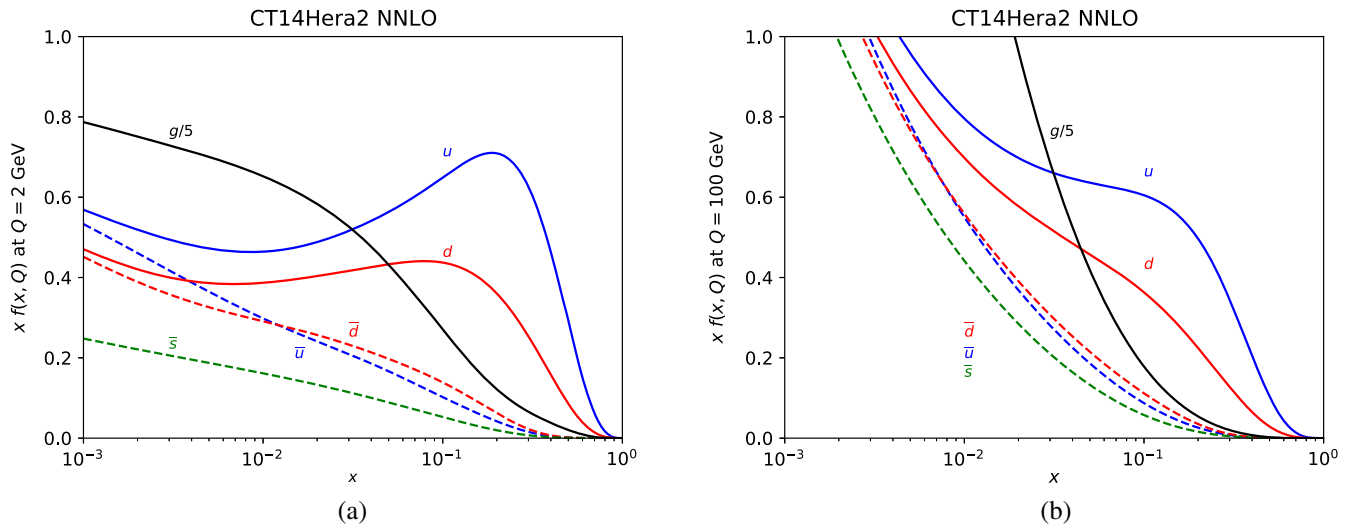 CT14Hera2 NNLO
x f(x, Q) at Q = 2 GeV
1.0
0.8
0.6
0.4
0.2
0.0
g/5
u
d
d̅
u̅
s̅
10⁻³
10⁻²
10⁻¹
10⁰
x
(a)
CT14Hera2 NNLO
x f(x, Q) at Q = 100 GeV
1.0
0.8
0.6
0.4
0.2
0.0
g/5
u
d
d̅
u̅
s̅
10⁻³
10⁻²
10⁻¹
10⁰
x
(b)